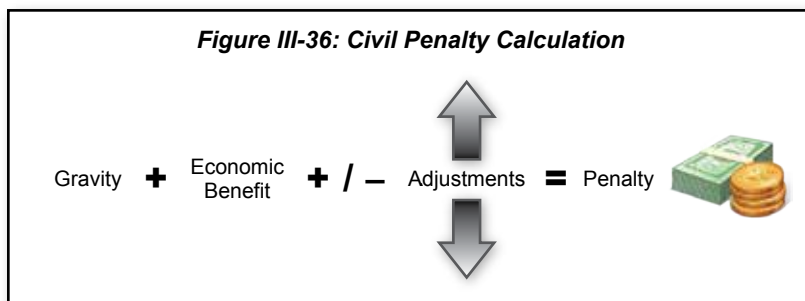 Figure III-36: Civil Penalty Calculation
Gravity + Economic Benefit + / – Adjustments = Penalty